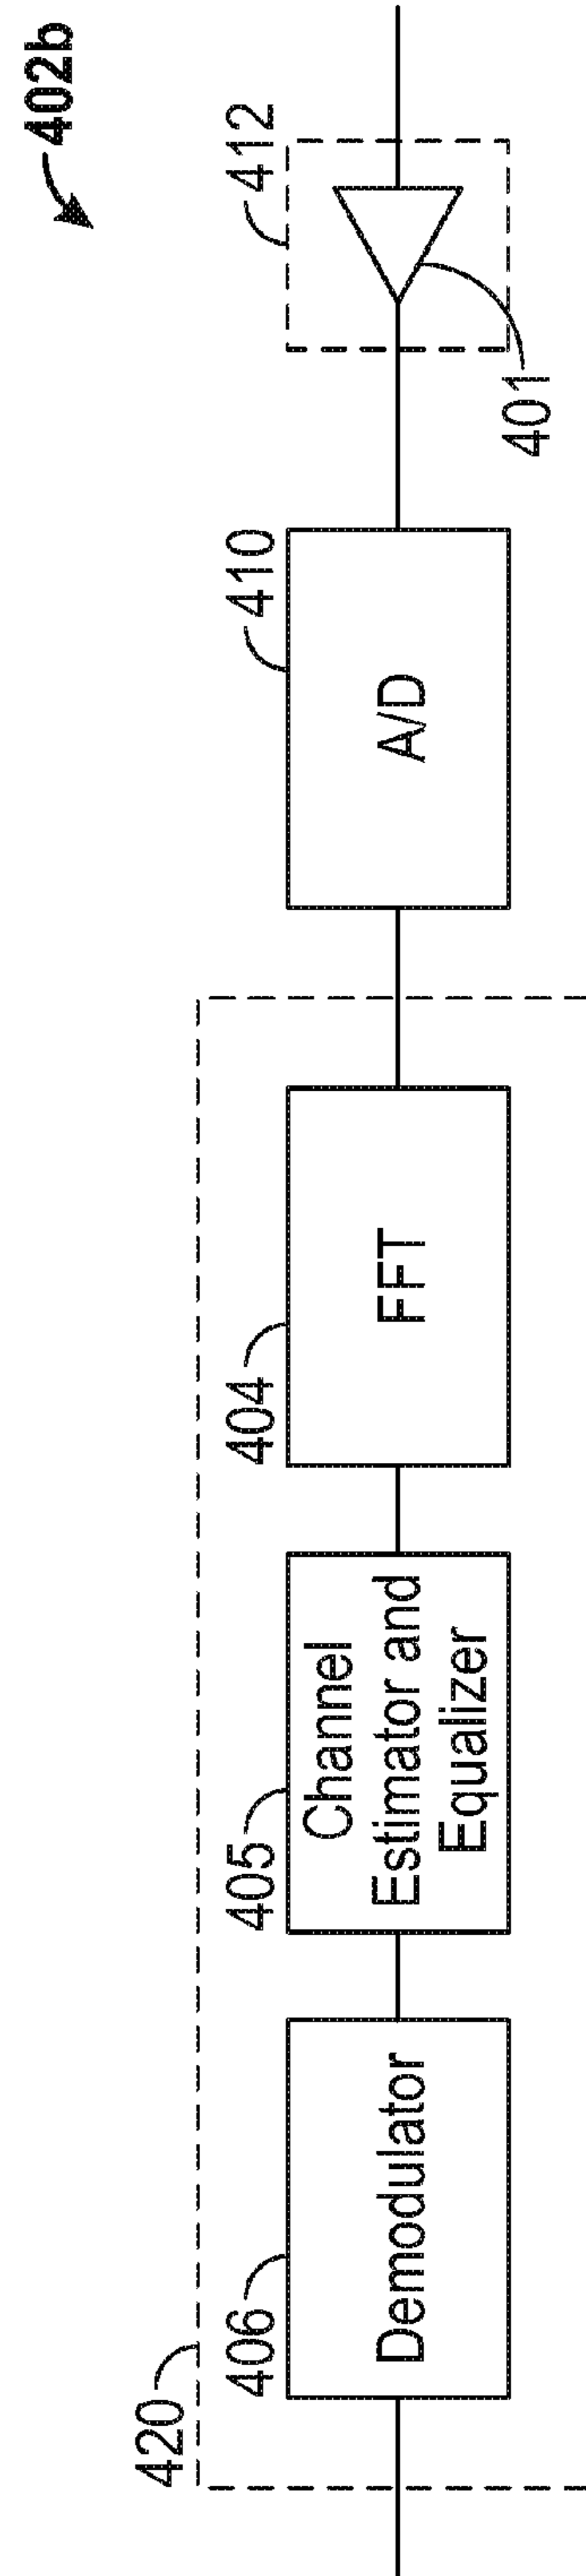 402b
420
406
405
404
410
412
Demodulator
Channel
Estimator and
Equalizer
FFT
A/D
401